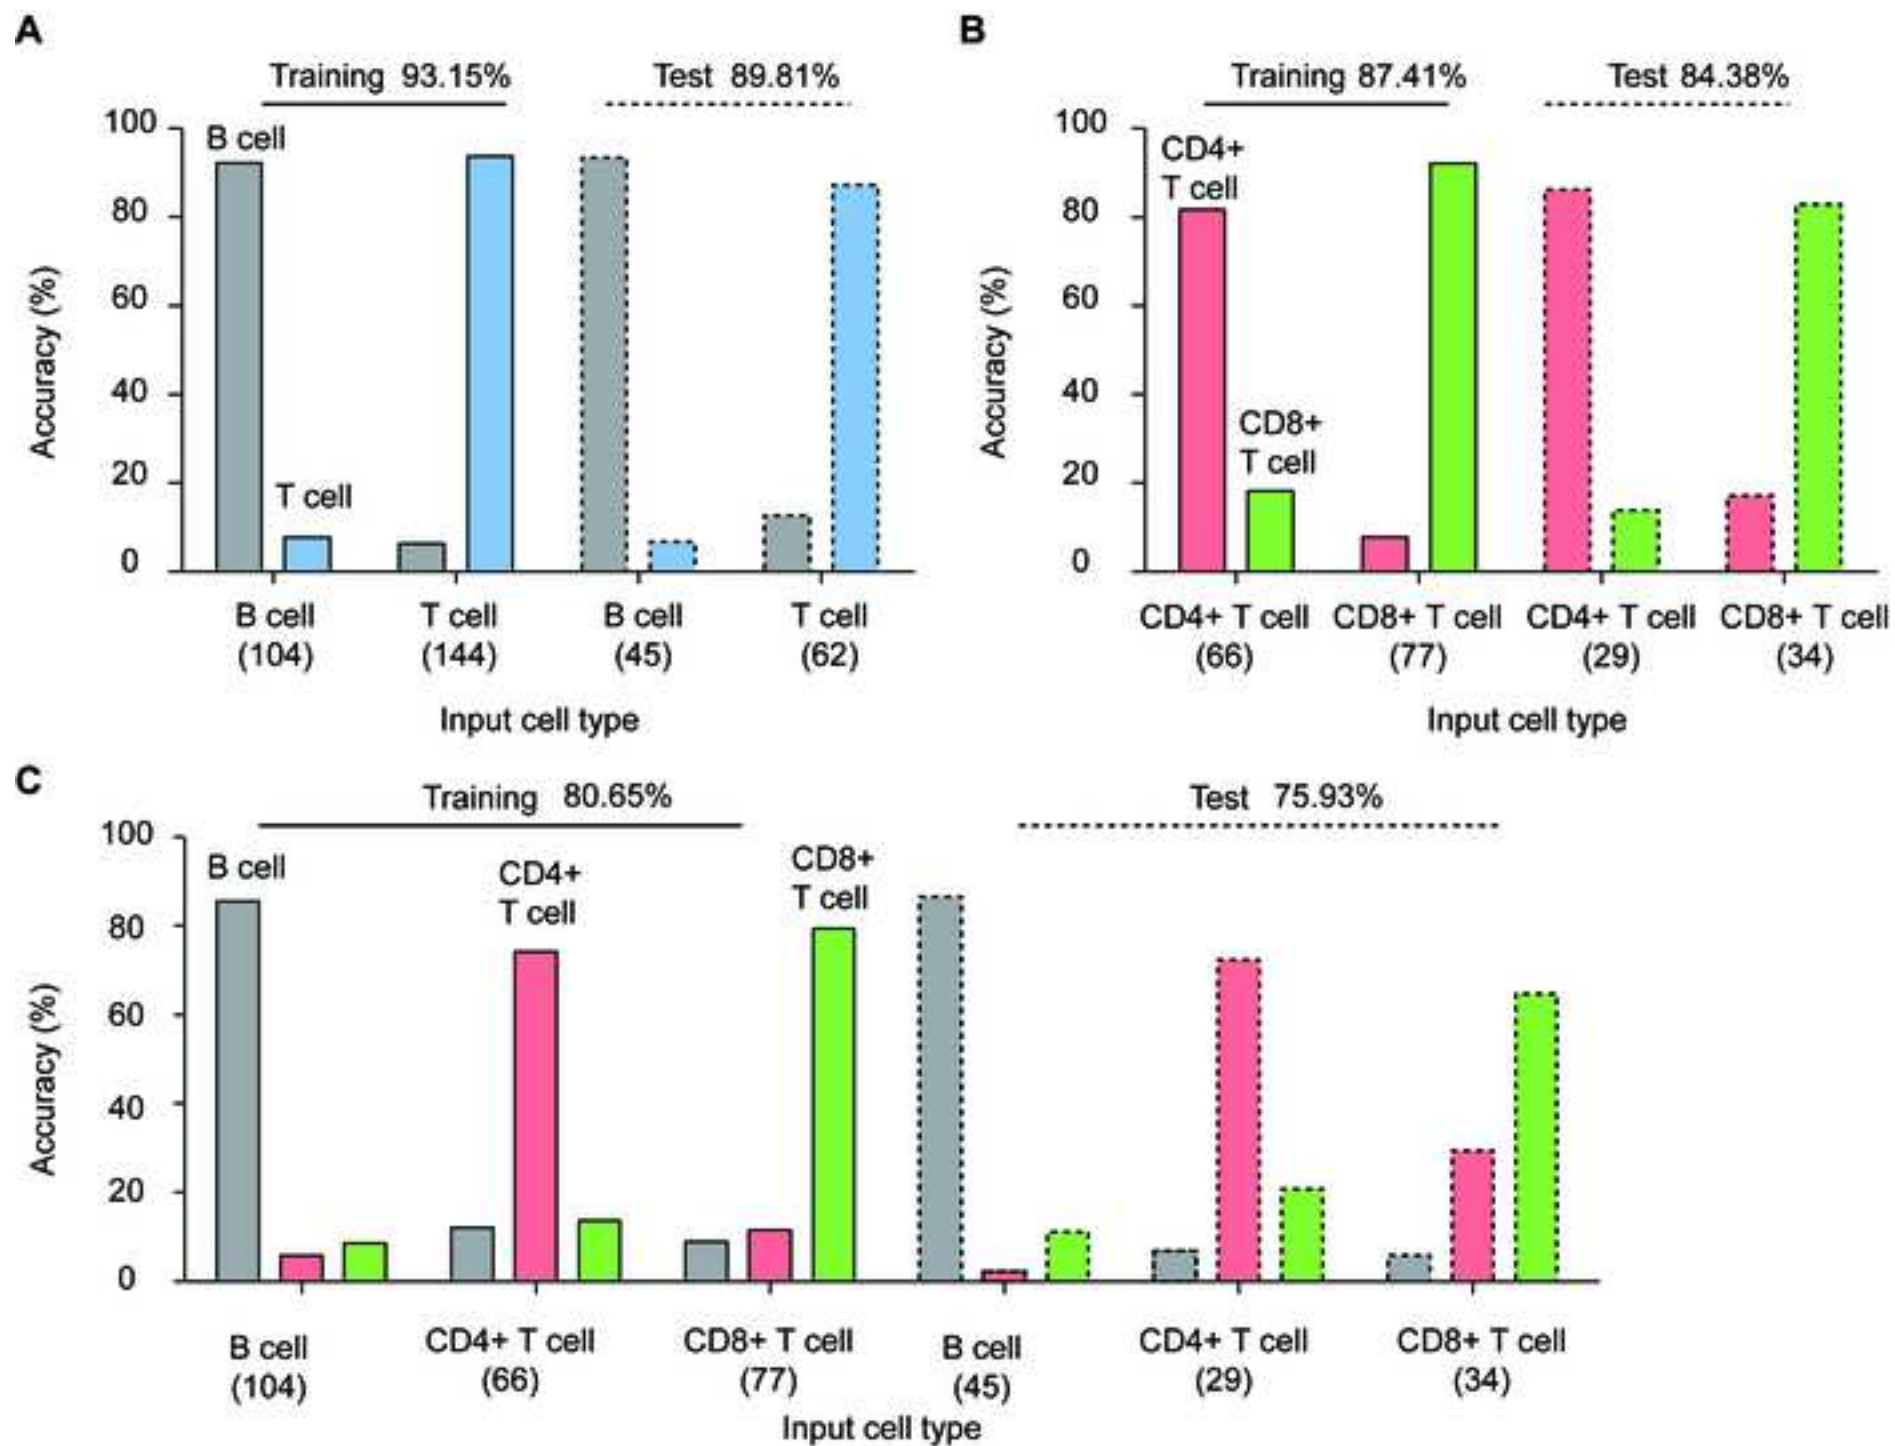 A
Training 93.15%
Test 89.81%
100
80
60
40
20
0
Accuracy (%)
B cell
T cell
B cell
(104)
T cell
(144)
B cell
(45)
T cell
(62)
Input cell type
B
Training 87.41%
Test 84.38%
100
80
60
40
20
0
Accuracy (%)
CD4+
T cell
CD8+
T cell
CD4+ T cell
(66)
CD8+ T cell
(77)
CD4+ T cell
(29)
CD8+ T cell
(34)
Input cell type
C
Training 80.65%
Test 75.93%
100
80
60
40
20
0
Accuracy (%)
B cell
CD4+
T cell
CD8+
T cell
B cell
(104)
CD4+ T cell
(66)
CD8+ T cell
(77)
B cell
(45)
CD4+ T cell
(29)
CD8+ T cell
(34)
Input cell type